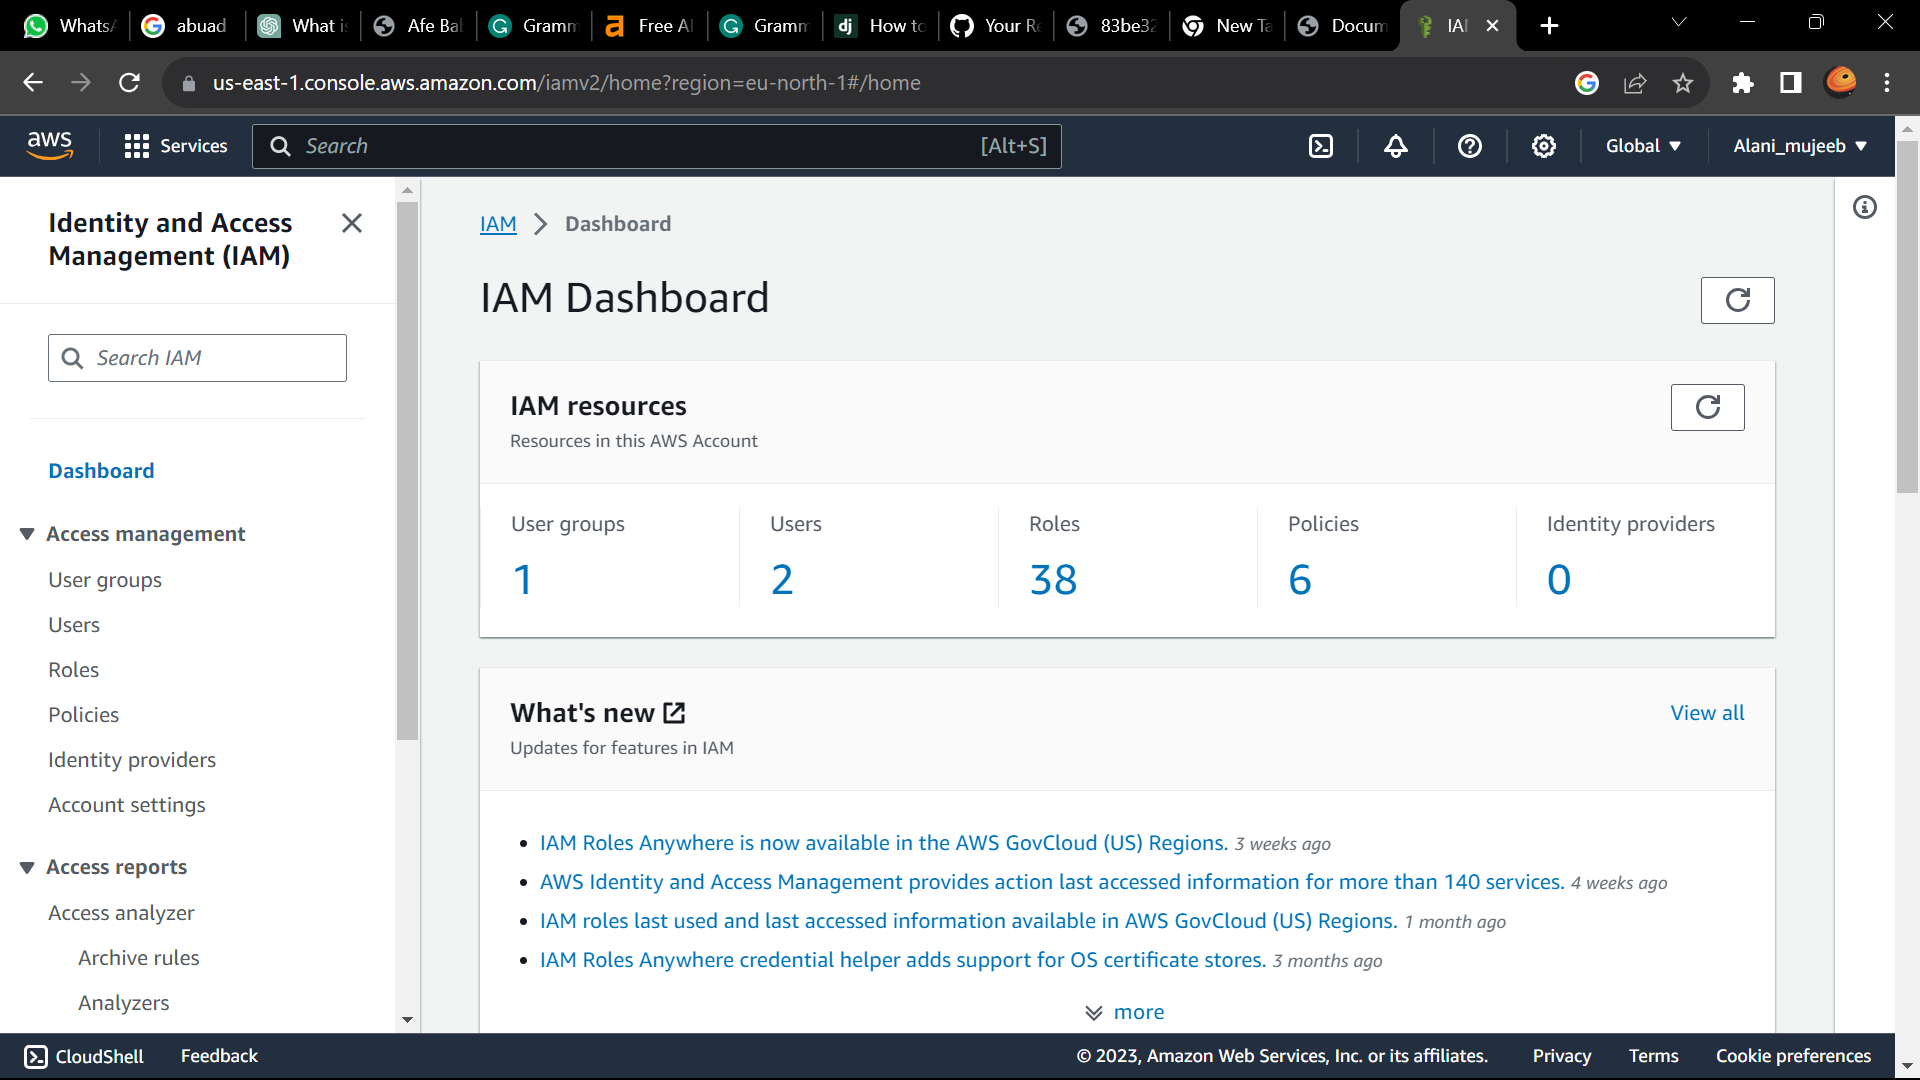 WhatsA
abuad
What is
Afe Bab
Gramm
Free AI
Gramm
dj How to
Your Re
83be32
New Ta
Docum
IAM
us-east-1.console.aws.amazon.com/iamv2/home?region=eu-north-1#/home
aws
Services
Search
[Alt+S]
Global
Alani_mujeeb
Identity and Access
Management (IAM)
Search IAM
Dashboard
Access management
User groups
Users
Roles
Policies
Identity providers
Account settings
Access reports
Access analyzer
Archive rules
Analyzers
IAM
Dashboard
IAM Dashboard
IAM resources
Resources in this AWS Account
User groups
1
Users
2
Roles
38
Policies
6
Identity providers
0
What's new
View all
Updates for features in IAM
IAM Roles Anywhere is now available in the AWS GovCloud (US) Regions. 3 weeks ago
AWS Identity and Access Management provides action last accessed information for more than 140 services. 4 weeks ago
IAM roles last used and last accessed information available in AWS GovCloud (US) Regions. 1 month ago
IAM Roles Anywhere credential helper adds support for OS certificate stores. 3 months ago
more
CloudShell
Feedback
© 2023, Amazon Web Services, Inc. or its affiliates.
Privacy
Terms
Cookie preferences